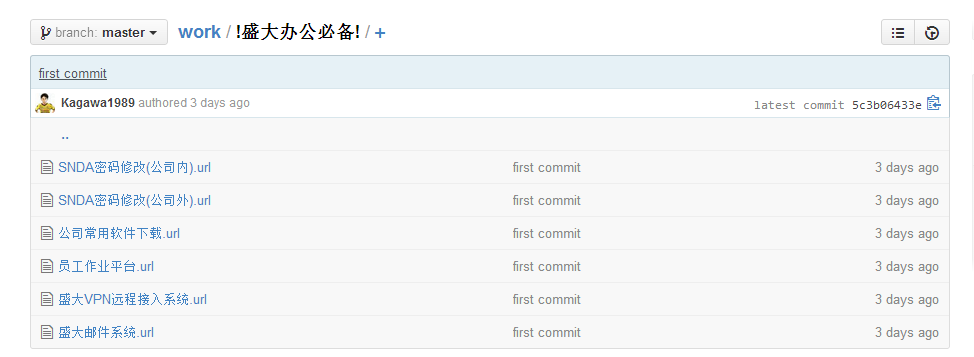 branch: master work / !盛大办公必备! / +
first commit
Kagawa1989 authored 3 days ago latest commit 5c3b06433e
..
SNDA密码修改(公司内).url first commit 3 days ago
SNDA密码修改(公司外).url first commit 3 days ago
公司常用软件下载.url first commit 3 days ago
员工作业平台.url first commit 3 days ago
盛大VPN远程接入系统.url first commit 3 days ago
盛大邮件系统.url first commit 3 days ago